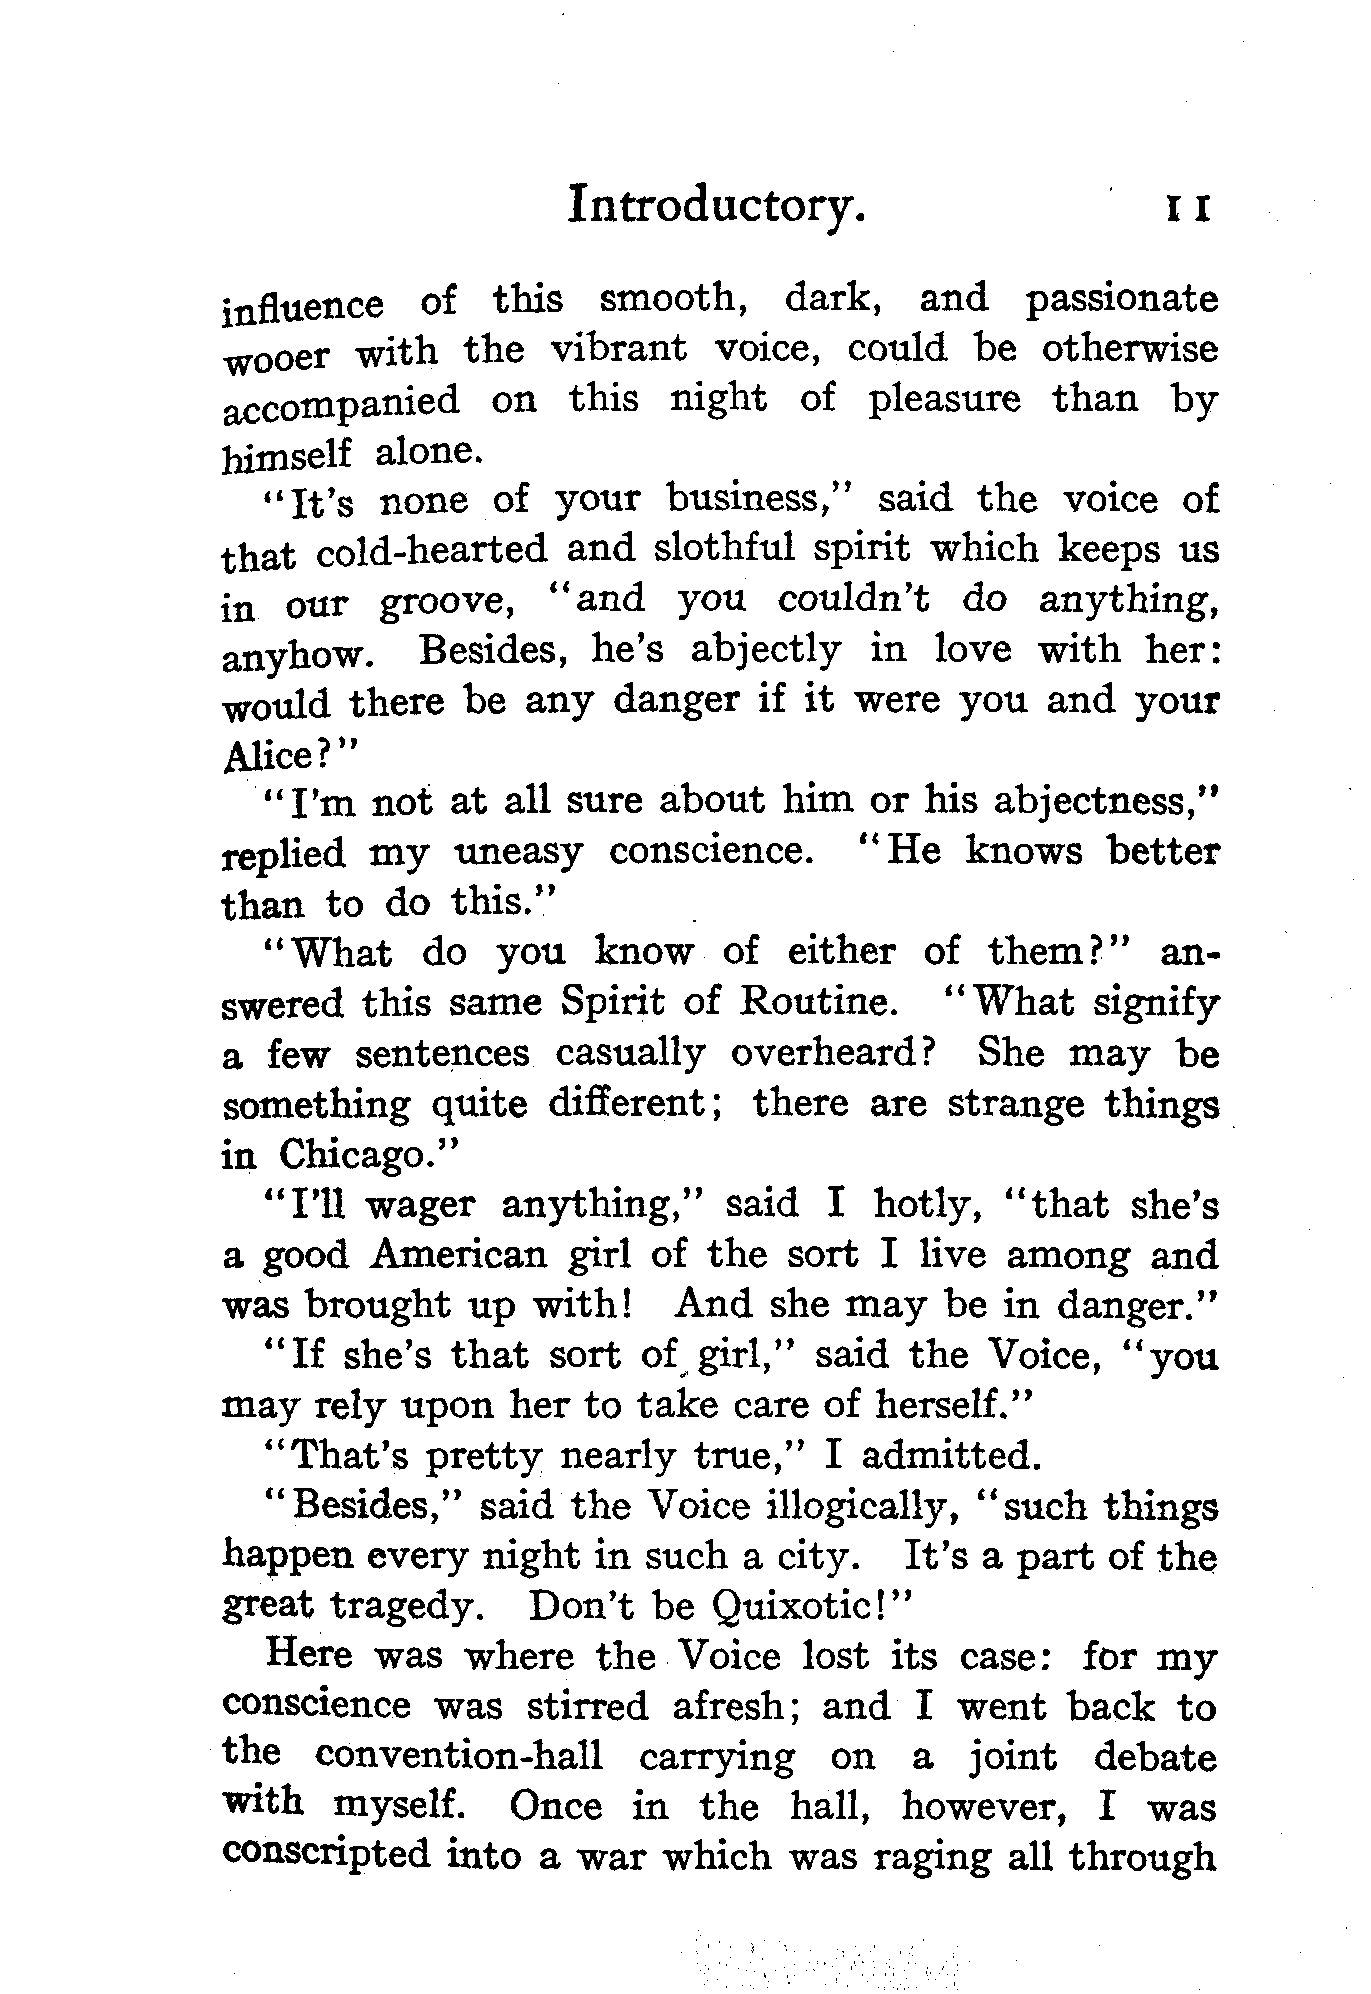 Introductory. 11
influence of this smooth, dark, and passionate
wooer with the vibrant voice, could be otherwise
accompanied on this night of pleasure than by
himself alone.
"It's none of your business," said the voice of
that cold-hearted and slothful spirit which keeps us
in our groove, "and you couldn't do anything,
anyhow. Besides, he's abjectly in love with her:
would there be any danger if it were you and your
Alice?"
"I'm not at all sure about him or his abjectness,"
replied my uneasy conscience. "He knows better
than to do this."
"What do you know of either of them?" an-
swered this same Spirit of Routine. "What signify
a few sentences casually overheard? She may be
something quite different; there are strange things
in Chicago."
"I'll wager anything," said I hotly, "that she's
a good American girl of the sort I live among and
was brought up with! And she may be in danger."
"If she's that sort of girl," said the Voice, "you
may rely upon her to take care of herself."
"That's pretty nearly true," I admitted.
"Besides," said the Voice illogically, "such things
happen every night in such a city. It's a part of the
great tragedy. Don't be Quixotic!"
Here was where the Voice lost its case: for my
conscience was stirred afresh; and I went back to
the convention-hall carrying on a joint debate
with myself. Once in the hall, however, I was
conscripted into a war which was raging all through